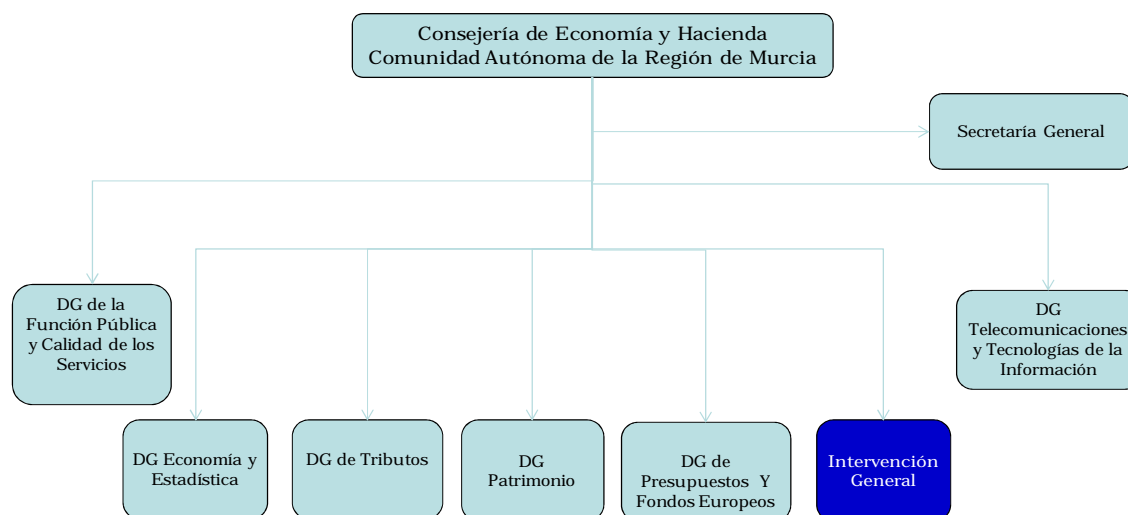 Consejería de Economía y Hacienda
Comunidad Autónoma de la Región de Murcia
Secretaría General
DG de la
Función Pública
y Calidad de los
Servicios
DG
Telecomunicaciones
y Tecnologías de la
Información
DG Economía y
Estadística
DG de Tributos
DG
Patrimonio
DG de
Presupuestos Y
Fondos Europeos
Intervención
General